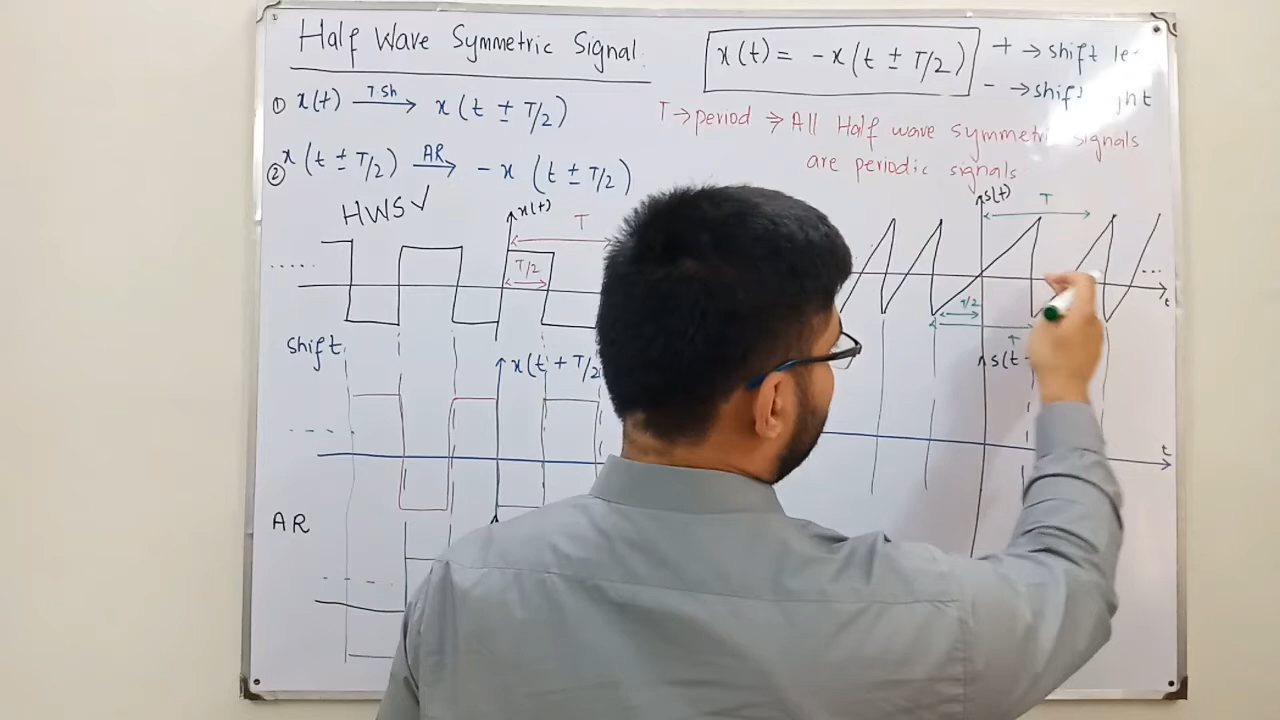 Half Wave Symmetric Signal.
x(t) = -x(t ± T/2)
+ → shift le
- → shif ght
① x(t) T.Sh → x(t ± T/2)
T → period ⇒ All Half wave symmetri signals
are periodic signals
② x(t ± T/2) AR → - x (t ± T/2)
HWS ✓
x(t)
T
T/2
s(t)
T
t
T/2
T
Shift
x(t + T/2
s(t
t
AR